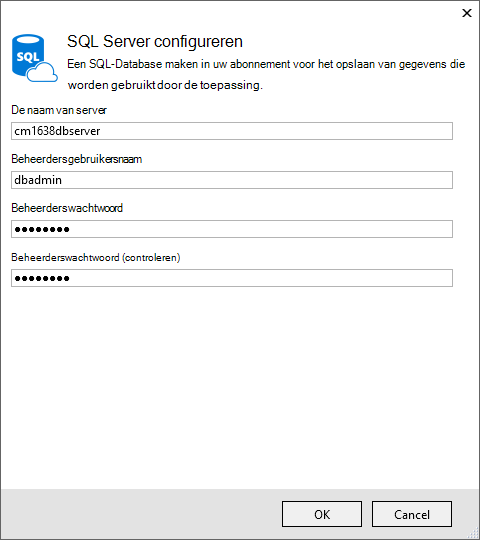 SQL Server configureren
SQL
Een SQL-Database maken in uw abonnement voor het opslaan van gegevens die
worden gebruikt door de toepassing.
De naam van server
cm1638dbserver
Beheerdersgebruikersnaam
dbadmin
Beheerderswachtwoord
●●●●●●●●
Beheerderswachtwoord (controleren)
●●●●●●●●
OK Cancel